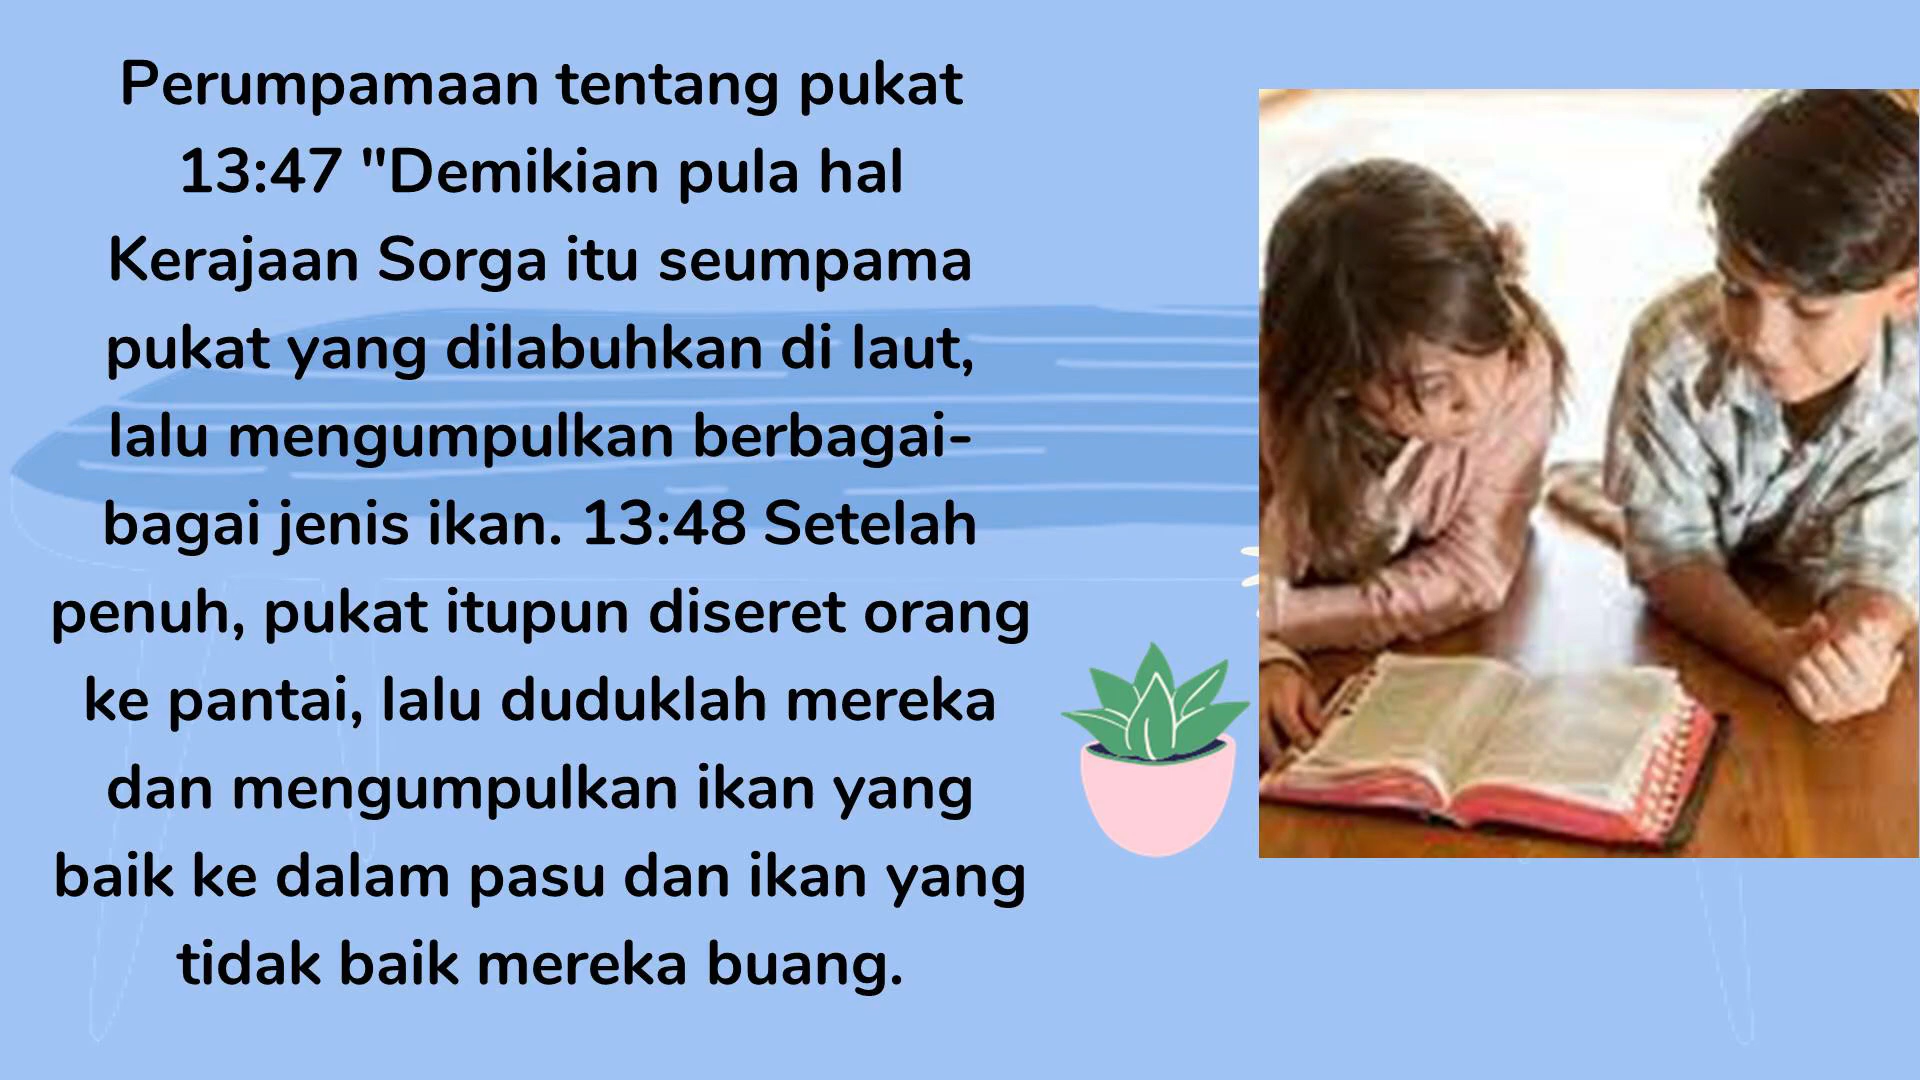 Perumpamaan tentang pukat
13:47 "Demikian pula hal
Kerajaan Sorga itu seumpama
pukat yang dilabuhkan di laut,
lalu mengumpulkan berbagai-
bagai jenis ikan. 13:48 Setelah
penuh, pukat itupun diseret orang
ke pantai, lalu duduklah mereka
dan mengumpulkan ikan yang
baik ke dalam pasu dan ikan yang
tidak baik mereka buang.